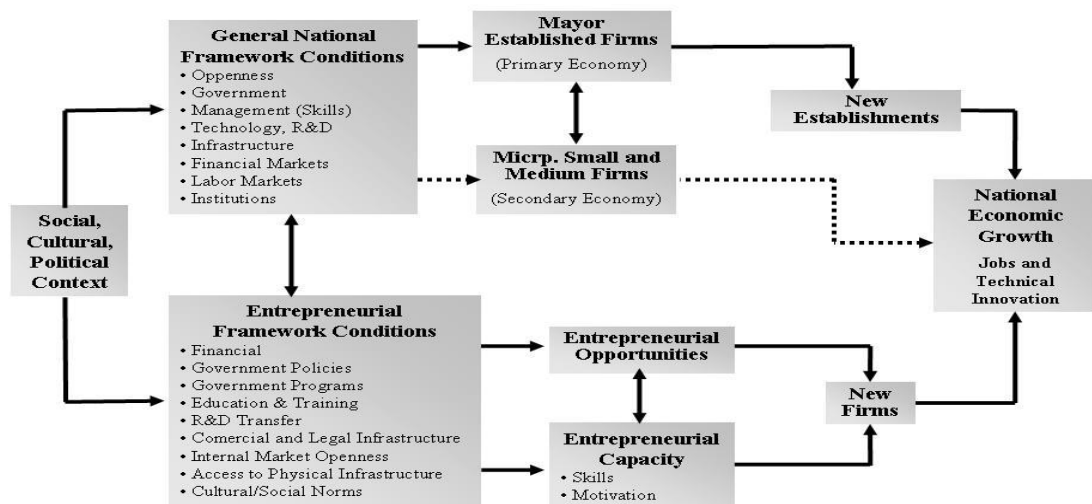 General National
Framework Conditions
• Oppenness
• Government
• Management (Skills)
• Technology, R&D
• Infrastructure
• Financial Markets
• Labor Markets
• Institutions
Mayor
Established Firms
(Primary Economy)
New
Establishments
Micrp. Small and
Medium Firms
(Secondary Economy)
Social,
Cultural,
Political
Context
National
Economic
Growth
Jobs and
Technical
Innovation
Entrepreneurial
Framework Conditions
• Financial
• Government Policies
• Government Programs
• Education & Training
• R&D Transfer
• Comercial and Legal Infrastructure
• Internal Market Openness
• Access to Physical Infrastructure
• Cultural/Social Norms
Entrepreneurial
Opportunities
New
Firms
Entrepreneurial
Capacity
• Skills
• Motivation